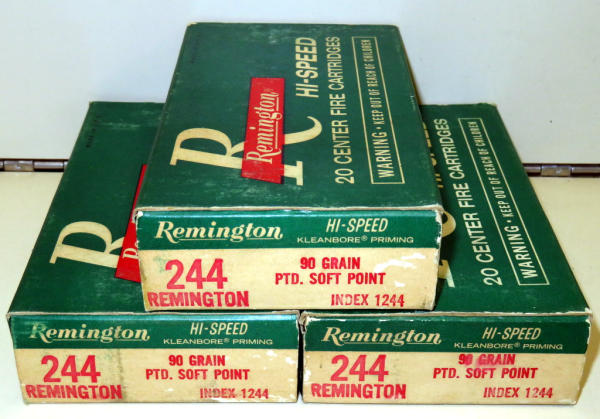 R
Remington
HI-SPEED
20 CENTER FIRE CARTRIDGES
WARNING • KEEP OUT OF REACH OF CHILDREN
Remington HI-SPEED
KLEANBORE® PRIMING
244 90 GRAIN
PTD. SOFT POINT
REMINGTON INDEX 1244
R
20 CENTER FIRE CARTRIDGES
WARNING • KEEP OUT OF REACH OF CHILDREN
Remington HI-SPEED
KLEANBORE® PRIMING
244 90 GRAIN
PTD. SOFT POINT
REMINGTON INDEX 1244
Remington HI-SPEED
KLEANBORE® PRIMING
244 90 GRAIN
PTD. SOFT POINT
REMINGTON INDEX 1244